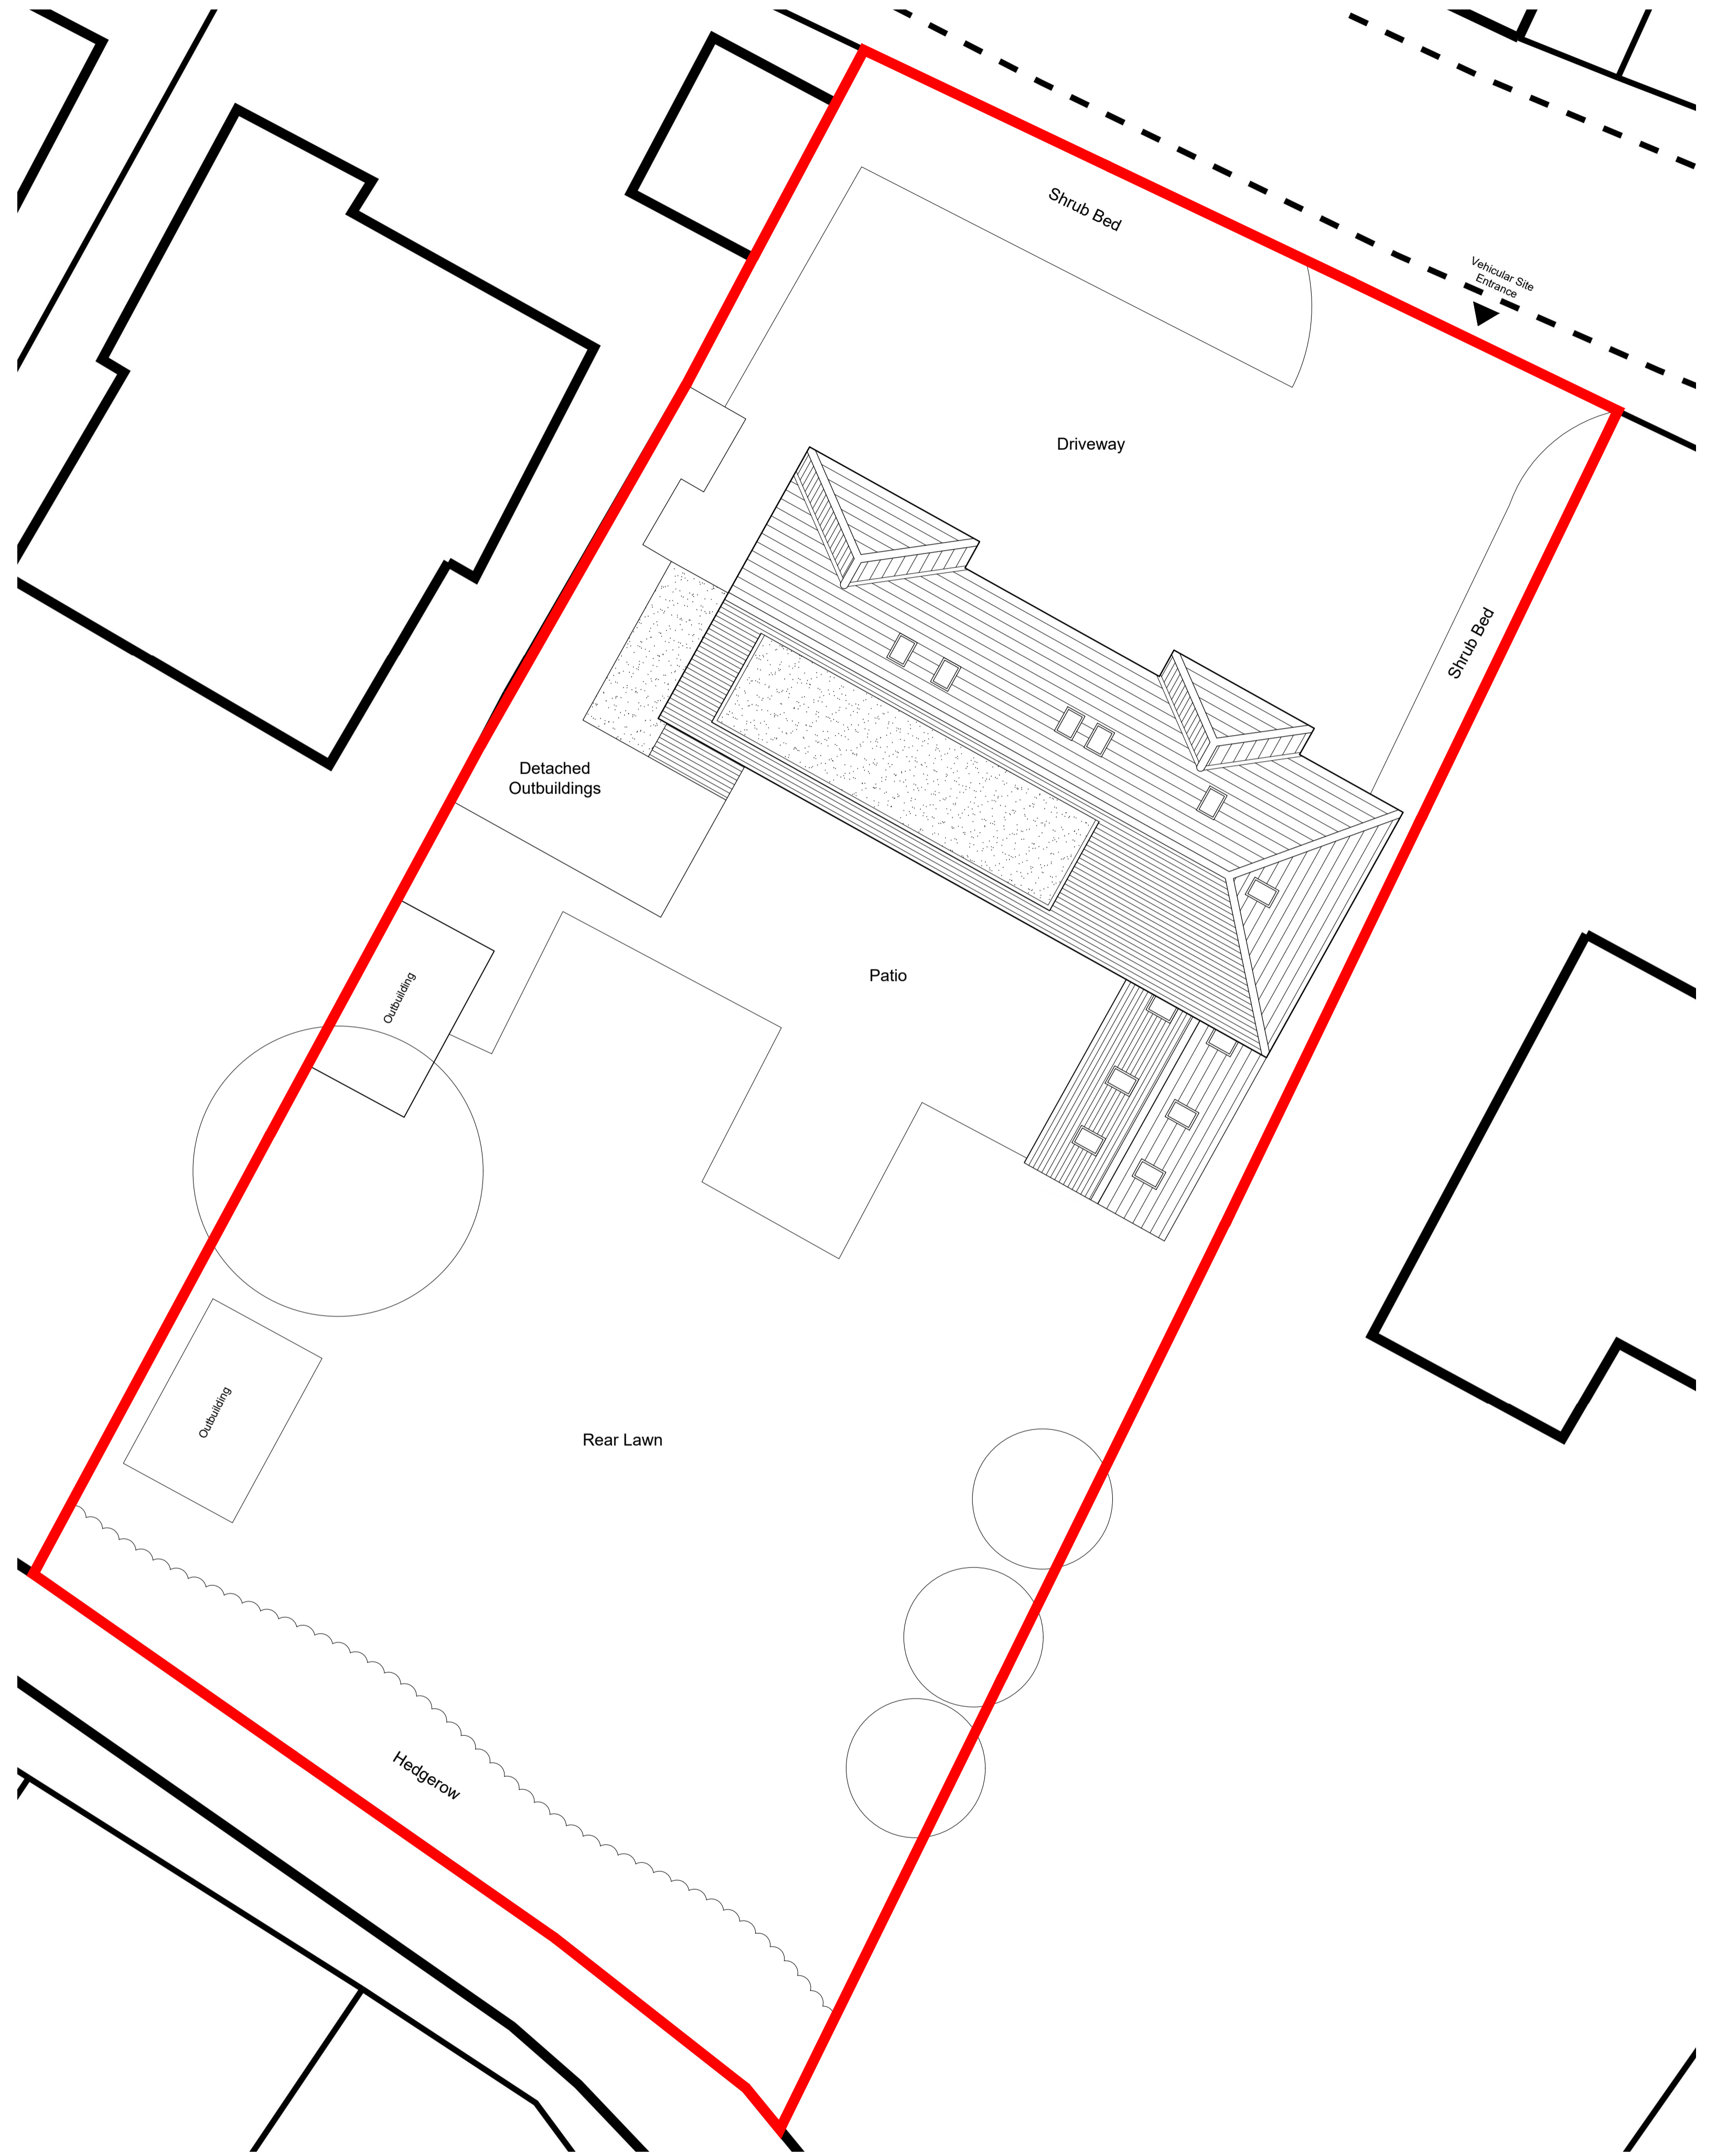 Shrub Bed
Vehicular Site
Entrance
Driveway
Shrub Bed
Detached
Outbuildings
Patio
Outbuilding
Outbuilding
Rear Lawn
Hedgerow